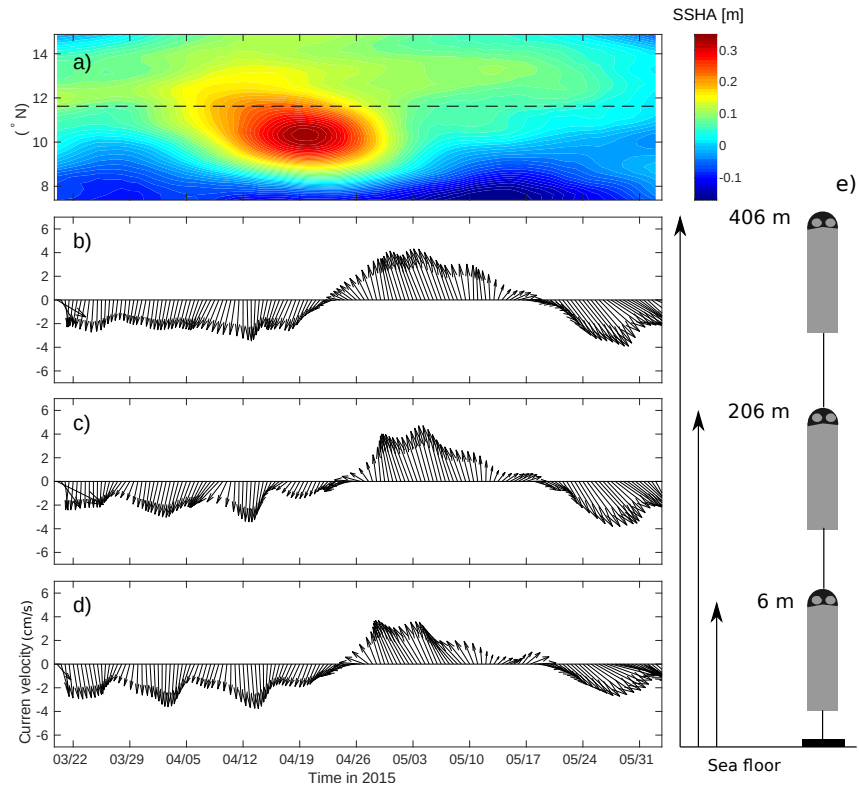 SSHA [m]
a)
14
12
10
8
(°N)
0.3
0.2
0.1
0
-0.1
e)
b)
6
4
2
0
-2
-4
-6
406 m
c)
6
4
2
0
-2
-4
-6
206 m
d)
6
4
2
0
-2
-4
-6
Curren velocity (cm/s)
6 m
03/22 03/29 04/05 04/12 04/19 04/26 05/03 05/10 05/17 05/24 05/31
Time in 2015
Sea floor